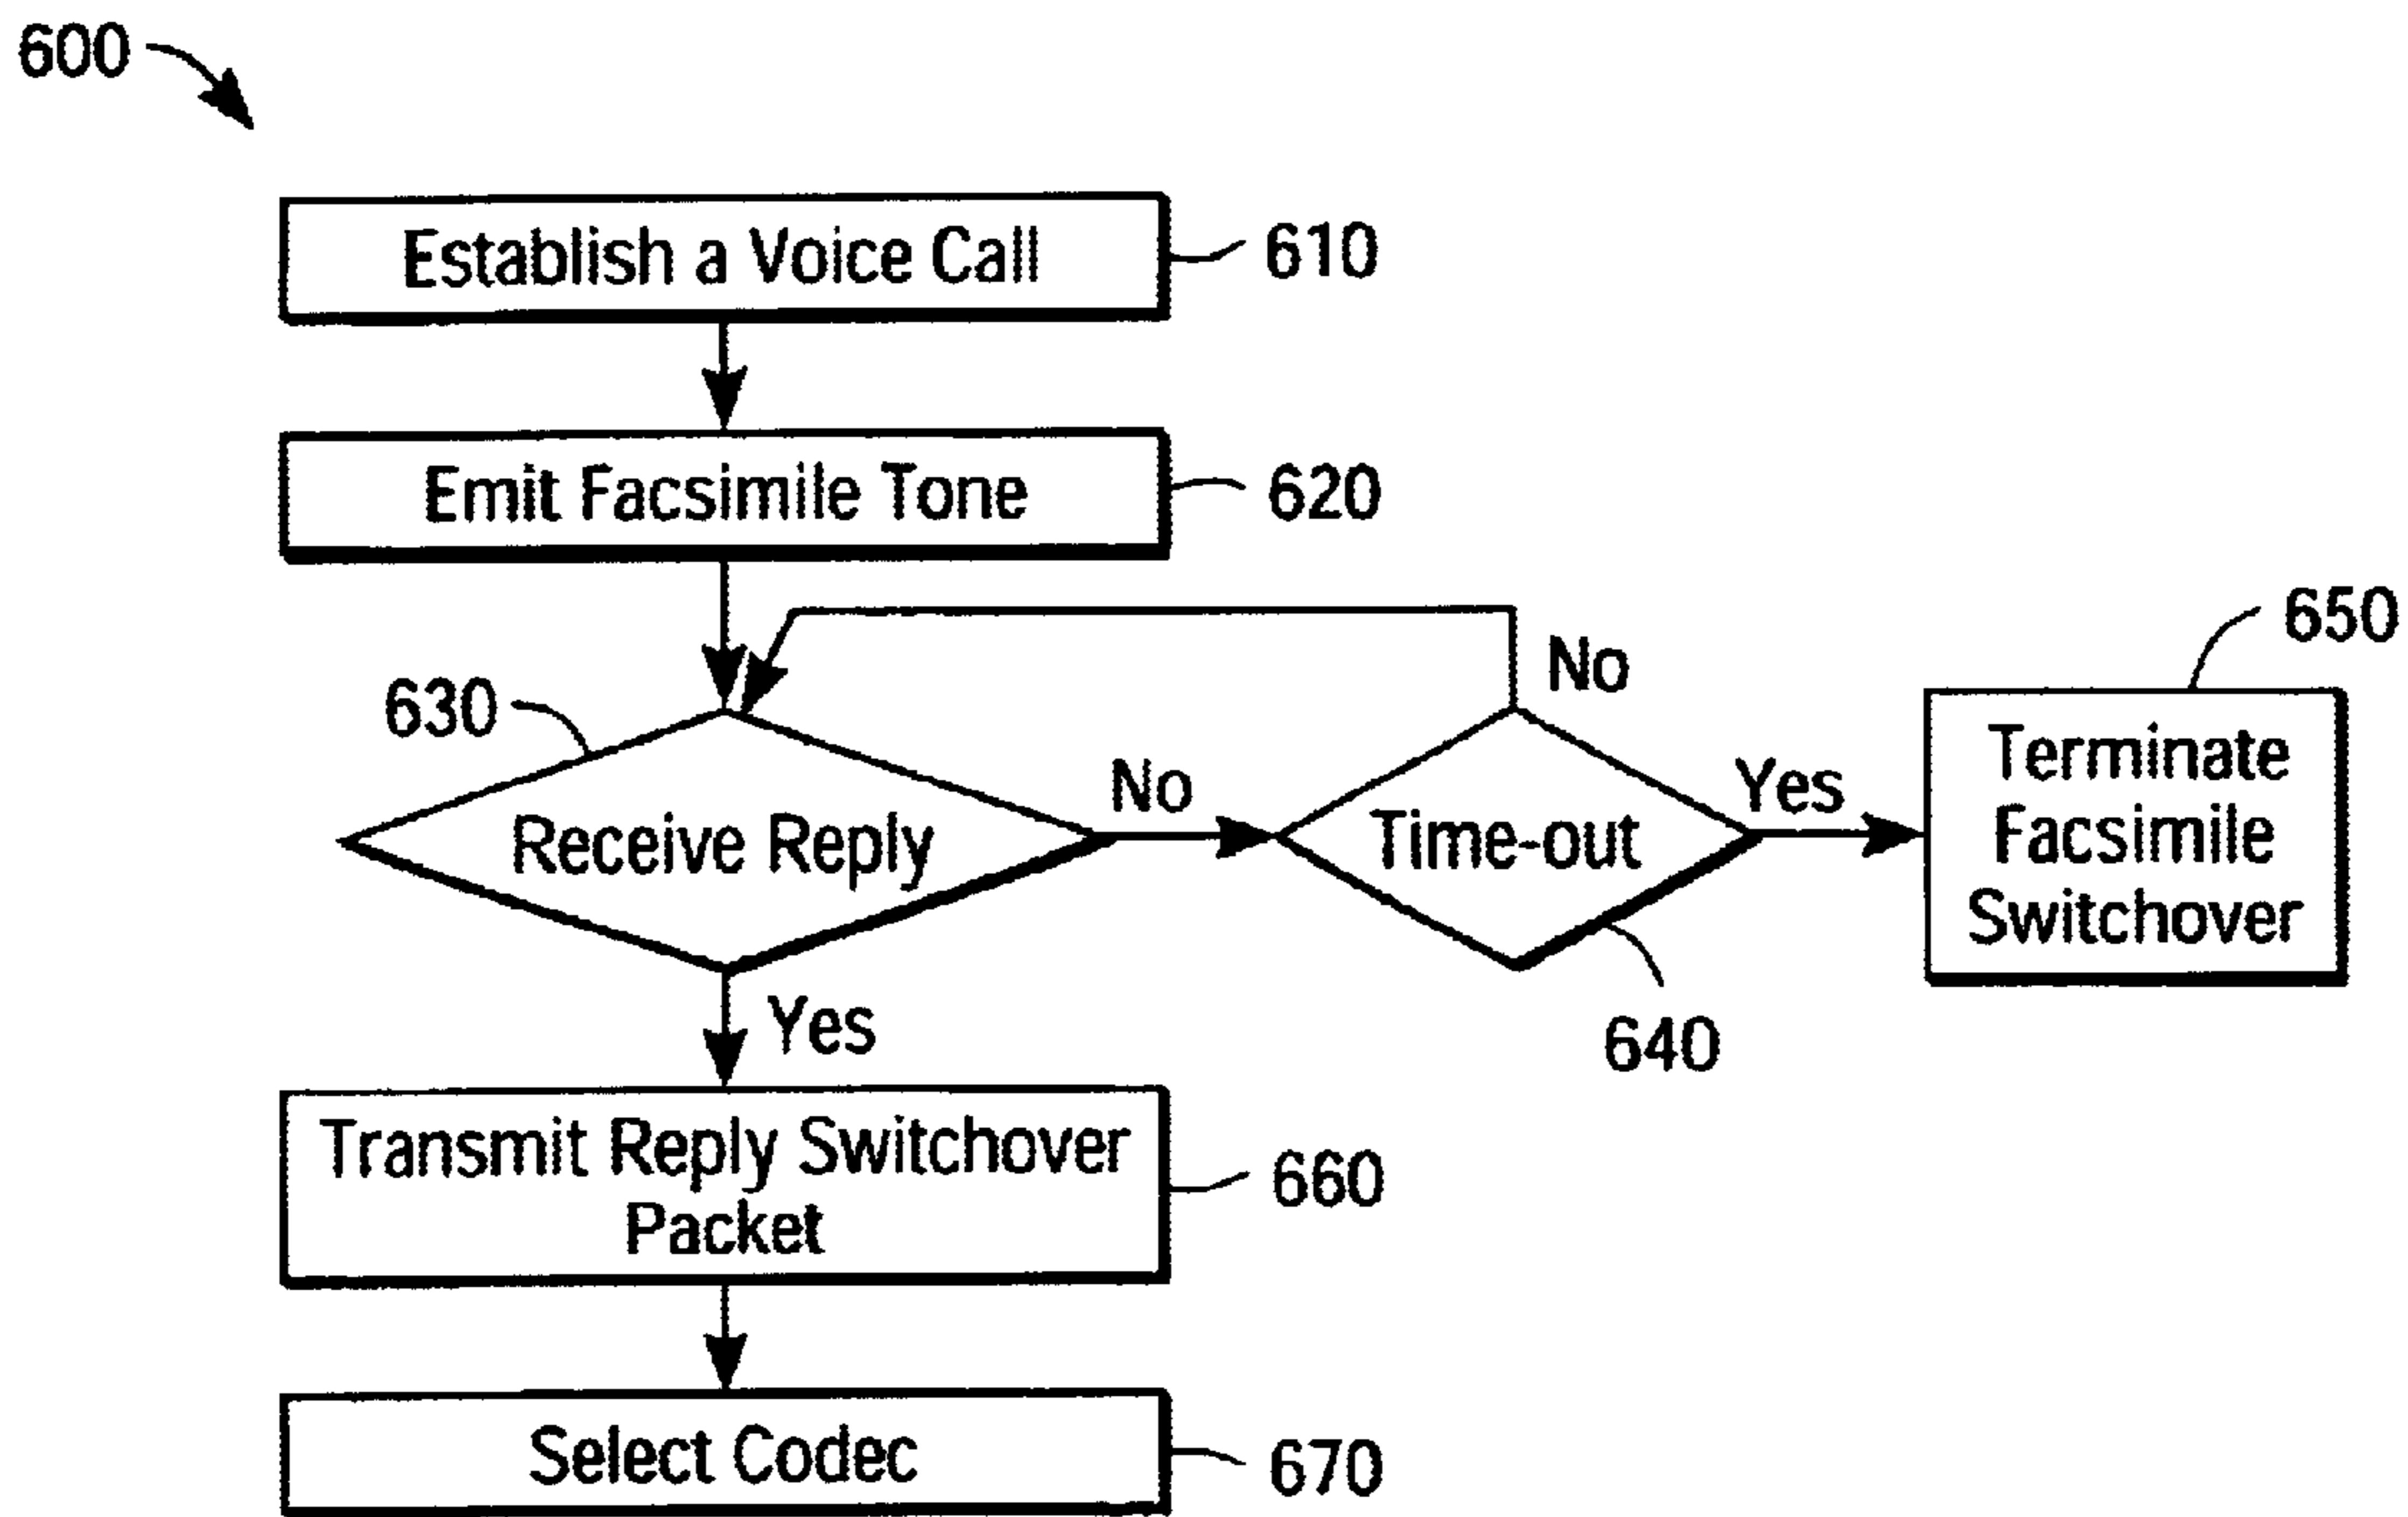 600
Establish a Voice Call
610
Emit Facsimile Tone
620
630
Receive Reply
No
Time-out
No
Yes
640
650
Terminate
Facsimile
Switchover
Yes
Transmit Reply Switchover
Packet
660
Select Codec
670